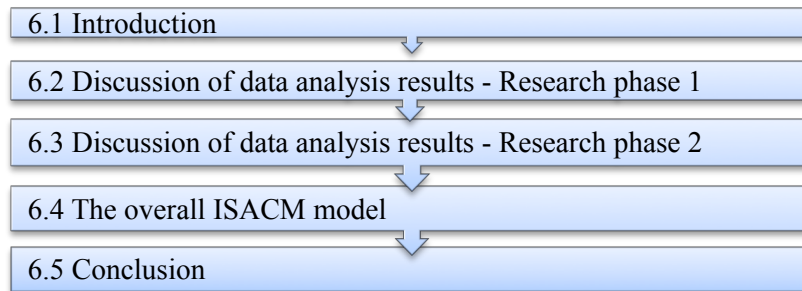 6.1 Introduction
6.2 Discussion of data analysis results - Research phase 1
6.3 Discussion of data analysis results - Research phase 2
6.4 The overall ISACM model
6.5 Conclusion